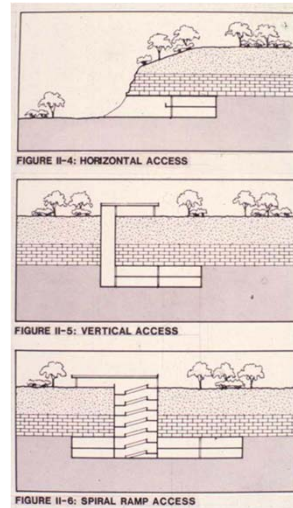 FIGURE II-4: HORIZONTAL ACCESS
FIGURE II-5: VERTICAL ACCESS
FIGURE II-6: SPIRAL RAMP ACCESS